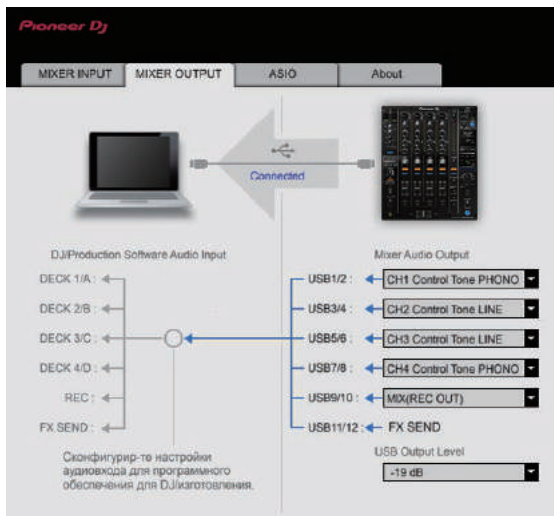 Pioneer Dj
MIXER INPUT MIXER OUTPUT ASIO About
Connected
DJ/Production Software Audio Input Mixer Audio Output
DECK 1/A : USB1/2 : CH1 Control Tone PHONO
DECK 2/B : USB3/4 : CH2 Control Tone LINE
DECK 3/C : USB5/6 : CH3 Control Tone LINE
DECK 4/D : USB7/8 : CH4 Control Tone PHONO
REC : USB9/10 : MIX(REC OUT)
FX SEND : USB11/12 : FX SEND
USB Output Level
-19 dB
Сконфигурир-те настройки
аудиовхода для программного
обеспечения для DJ/изготовления.